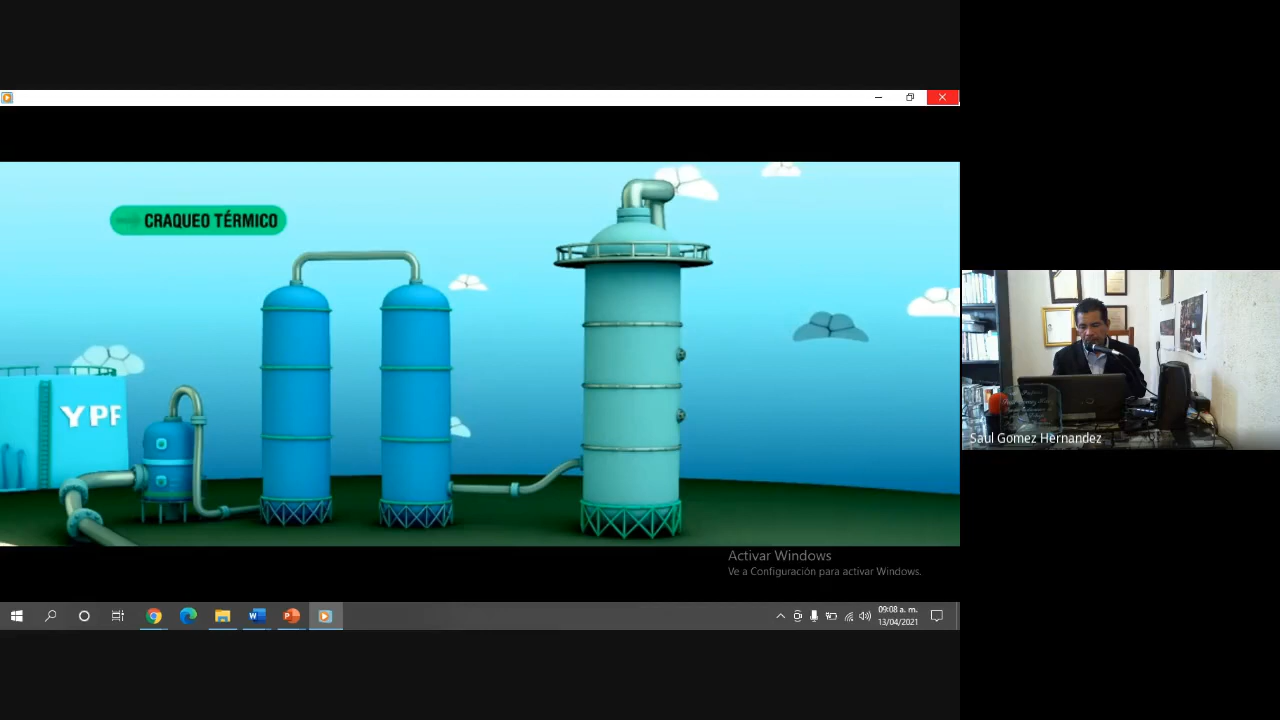 CRAQUEO TÉRMICO
YPF
Saul Gomez Hernandez
Activar Windows
Ve a Configuración para activar Windows.
09:08 a. m.
13/04/2021